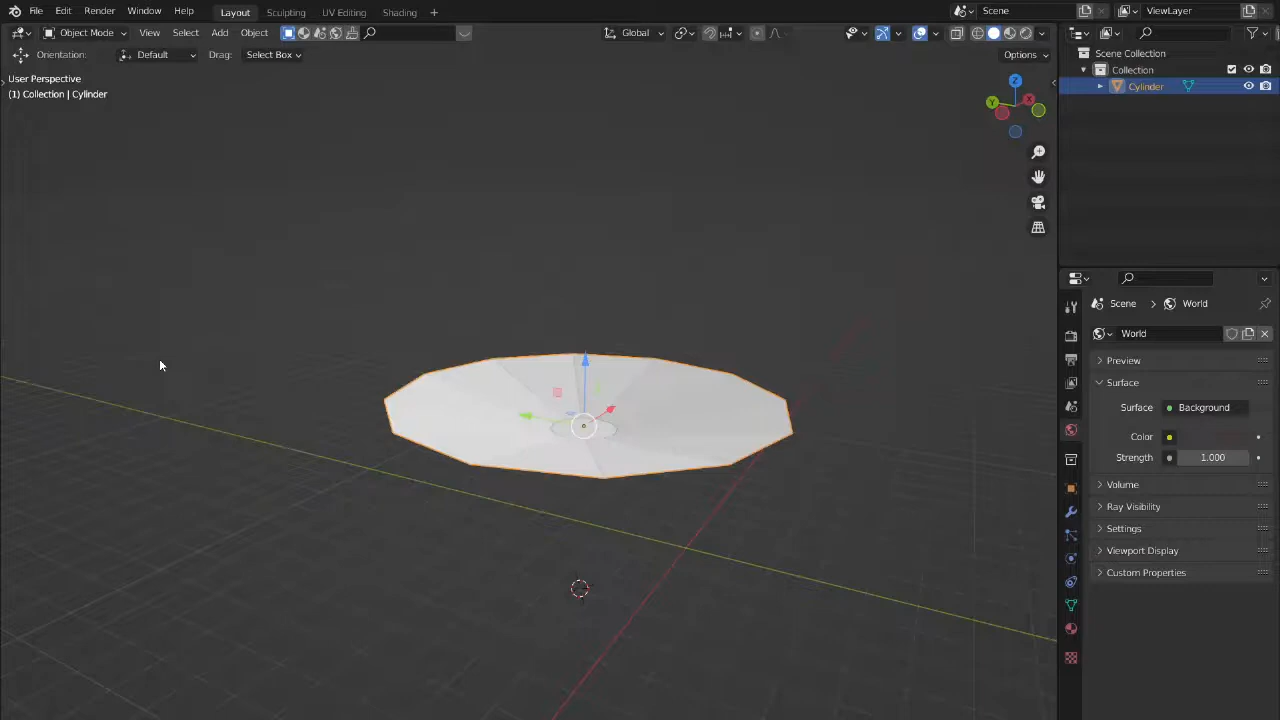 File Edit Render Window Help Layout Sculpting UV Editing Shading + Scene ViewLayer
Object Mode View Select Add Object Global
Orientation: Default Drag: Select Box Options
User Perspective
(1) Collection | Cylinder
Z
Y
X
Scene Collection
Collection
Cylinder
Scene > World
World
Preview
Surface
Surface Background
Color
Strength 1.000
Volume
Ray Visibility
Settings
Viewport Display
Custom Properties